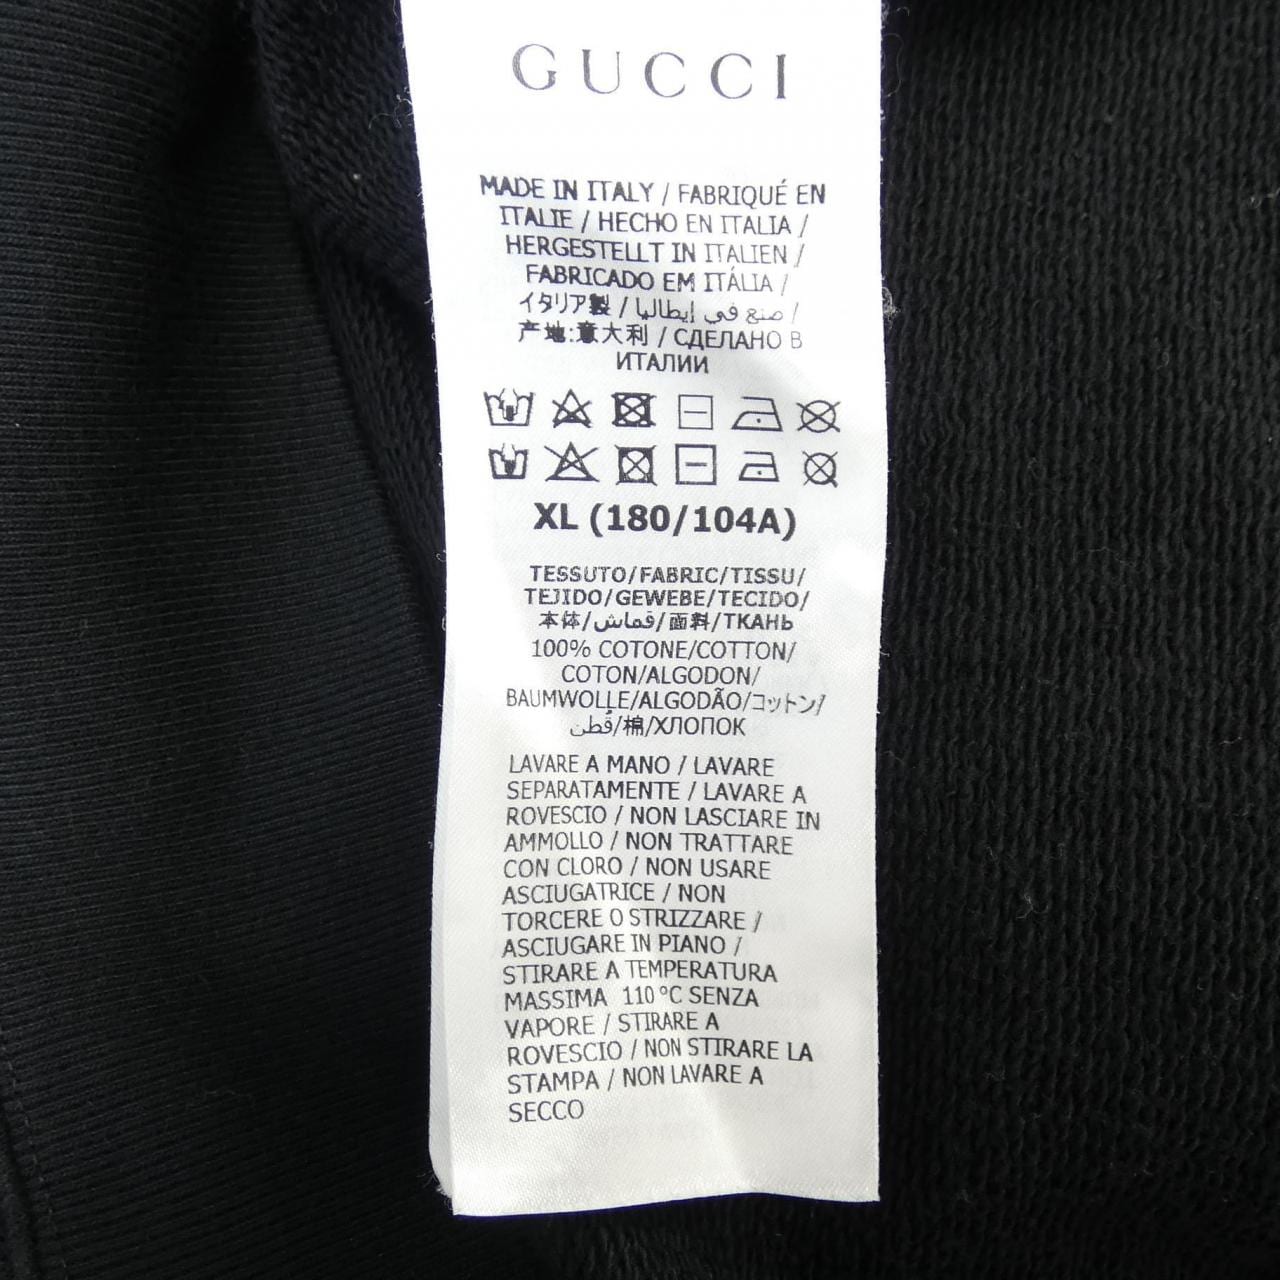 GUCCI
MADE IN ITALY / FABRIQUÉ EN
ITALIE / HECHO EN ITALIA /
HERGESTELLT IN ITALIEN /
FABRICADO EM ITÁLIA /
イタリア製 / صنع في إيطاليا /
产地:意大利 / СДЕЛАНО В
ИТАЛИИ
XL (180/104A)
TESSUTO/FABRIC/TISSU/
TEJIDO/GEWEBE/TECIDO/
本体/قماش/面料/ТКАНЬ
100% COTONE/COTTON/
COTON/ALGODON/
BAUMWOLLE/ALGODÃO/コットン/
قُطن/棉/ХЛОПОК
LAVARE A MANO / LAVARE
SEPARATAMENTE / LAVARE A
ROVESCIO / NON LASCIARE IN
AMMOLLO / NON TRATTARE
CON CLORO / NON USARE
ASCIUGATRICE / NON
TORCERE O STRIZZARE /
ASCIUGARE IN PIANO /
STIRARE A TEMPERATURA
MASSIMA 110 °C SENZA
VAPORE / STIRARE A
ROVESCIO / NON STIRARE LA
STAMPA / NON LAVARE A
SECCO